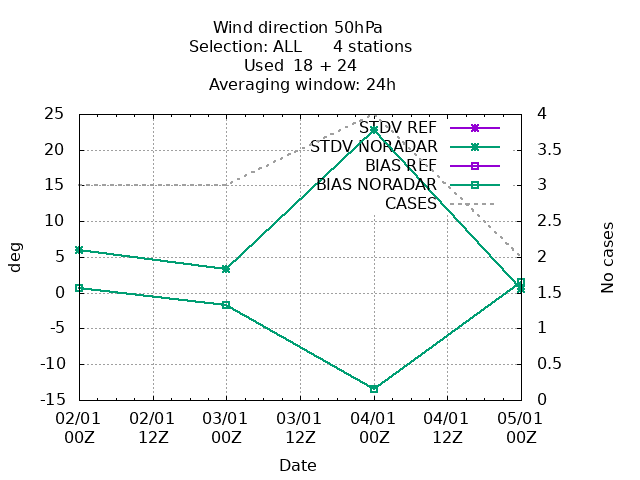 Wind direction 50hPa
Selection: ALL 4 stations
Used 18 + 24
Averaging window: 24h
25
20
15
10
5
0
-5
-10
-15
deg
4
3.5
3
2.5
2
1.5
1
0.5
0
No cases
STDV REF
STDV NORADAR
BIAS REF
BIAS NORADAR
CASES
02/01 02/01 03/01 03/01 04/01 04/01 05/01
00Z 12Z 00Z 12Z 00Z 12Z 00Z
Date